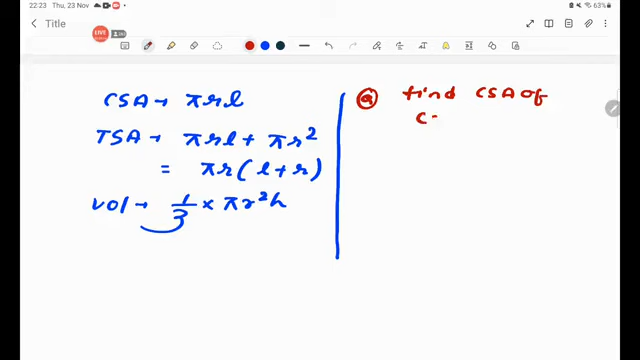 22:23 Thu, 23 Nov
63%
Title
LIVE
CSA → πrl
TSA → πrl + πr²
= πr(l + r)
Vol → 1/3 × πr²h
Q find CSA of
C